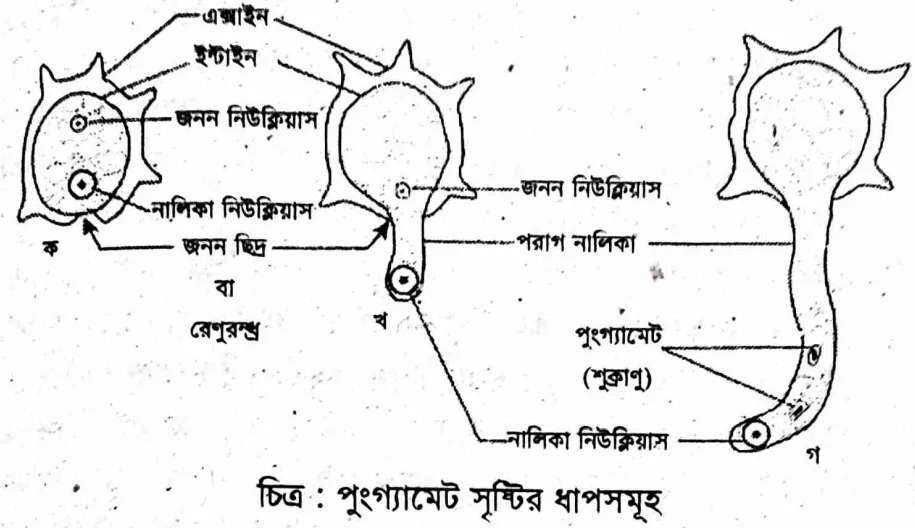 এক্সাইন
ইন্টাইন
জনন নিউক্লিয়াস
নালিকা নিউক্লিয়াস
জনন ছিদ্র
বা
রেণুরন্ধ্র
ক
খ
জনন নিউক্লিয়াস
পরাগ নালিকা
পুংগ্যামেট
(শুক্রাণু)
নালিকা নিউক্লিয়াস
গ
চিত্র : পুংগ্যামেট সৃষ্টির ধাপসমূহ